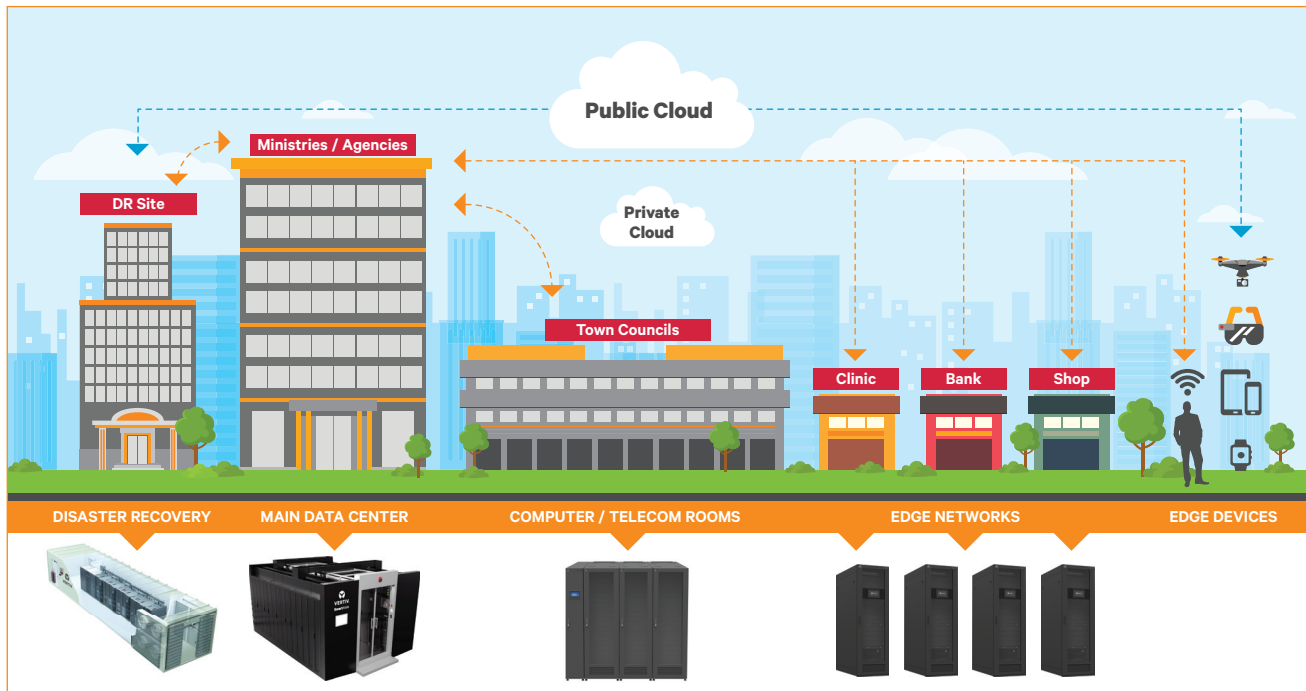 Public Cloud
Ministries / Agencies
DR Site
Private
Cloud
Town Councils
Clinic
Bank
Shop
DISASTER RECOVERY
MAIN DATA CENTER
COMPUTER / TELECOM ROOMS
EDGE NETWORKS
EDGE DEVICES
VERTIV